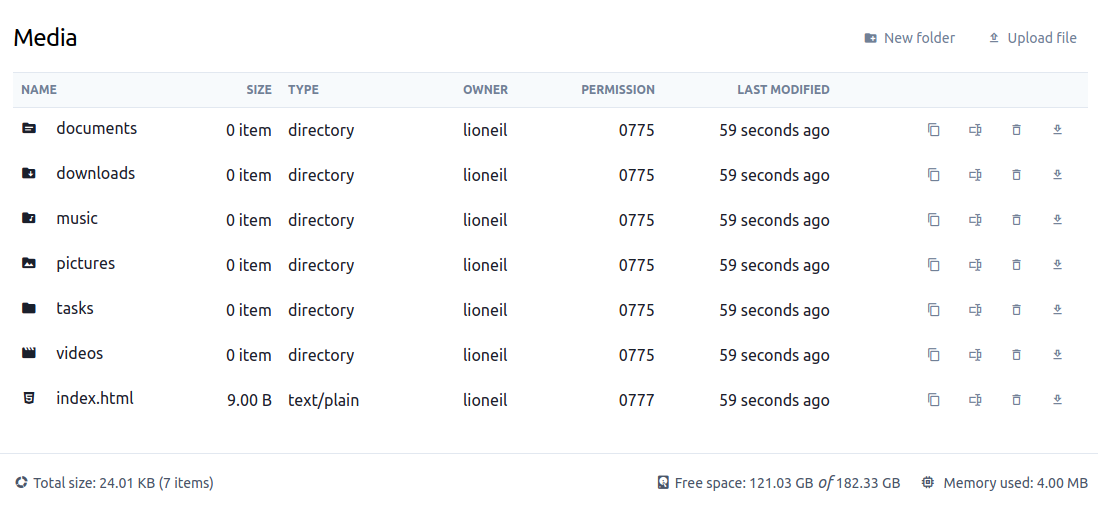 Media
New folder Upload file
NAME SIZE TYPE OWNER PERMISSION LAST MODIFIED
documents 0 item directory lioneil 0775 59 seconds ago
downloads 0 item directory lioneil 0775 59 seconds ago
music 0 item directory lioneil 0775 59 seconds ago
pictures 0 item directory lioneil 0775 59 seconds ago
tasks 0 item directory lioneil 0775 59 seconds ago
videos 0 item directory lioneil 0775 59 seconds ago
index.html 9.00 B text/plain lioneil 0777 59 seconds ago
Total size: 24.01 KB (7 items) Free space: 121.03 GB of 182.33 GB Memory used: 4.00 MB